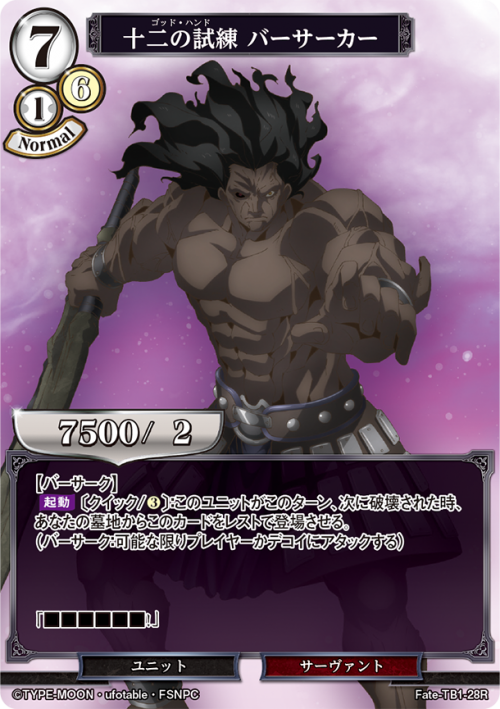 7
ゴッド・ハンド
十二の試練 バーサーカー
6
1
Normal
7500/ 2
【バーサーク】
起動 〔クイック/③〕:このユニットがこのターン、次に破壊された時、
あなたの墓地からこのカードをレストで登場させる。
(バーサーク:可能な限りプレイヤーかデコイにアタックする)
「■■■■■■!」
ユニット
サーヴァント
©TYPE-MOON・ufotable・FSNPC
Fate-TB1-28R